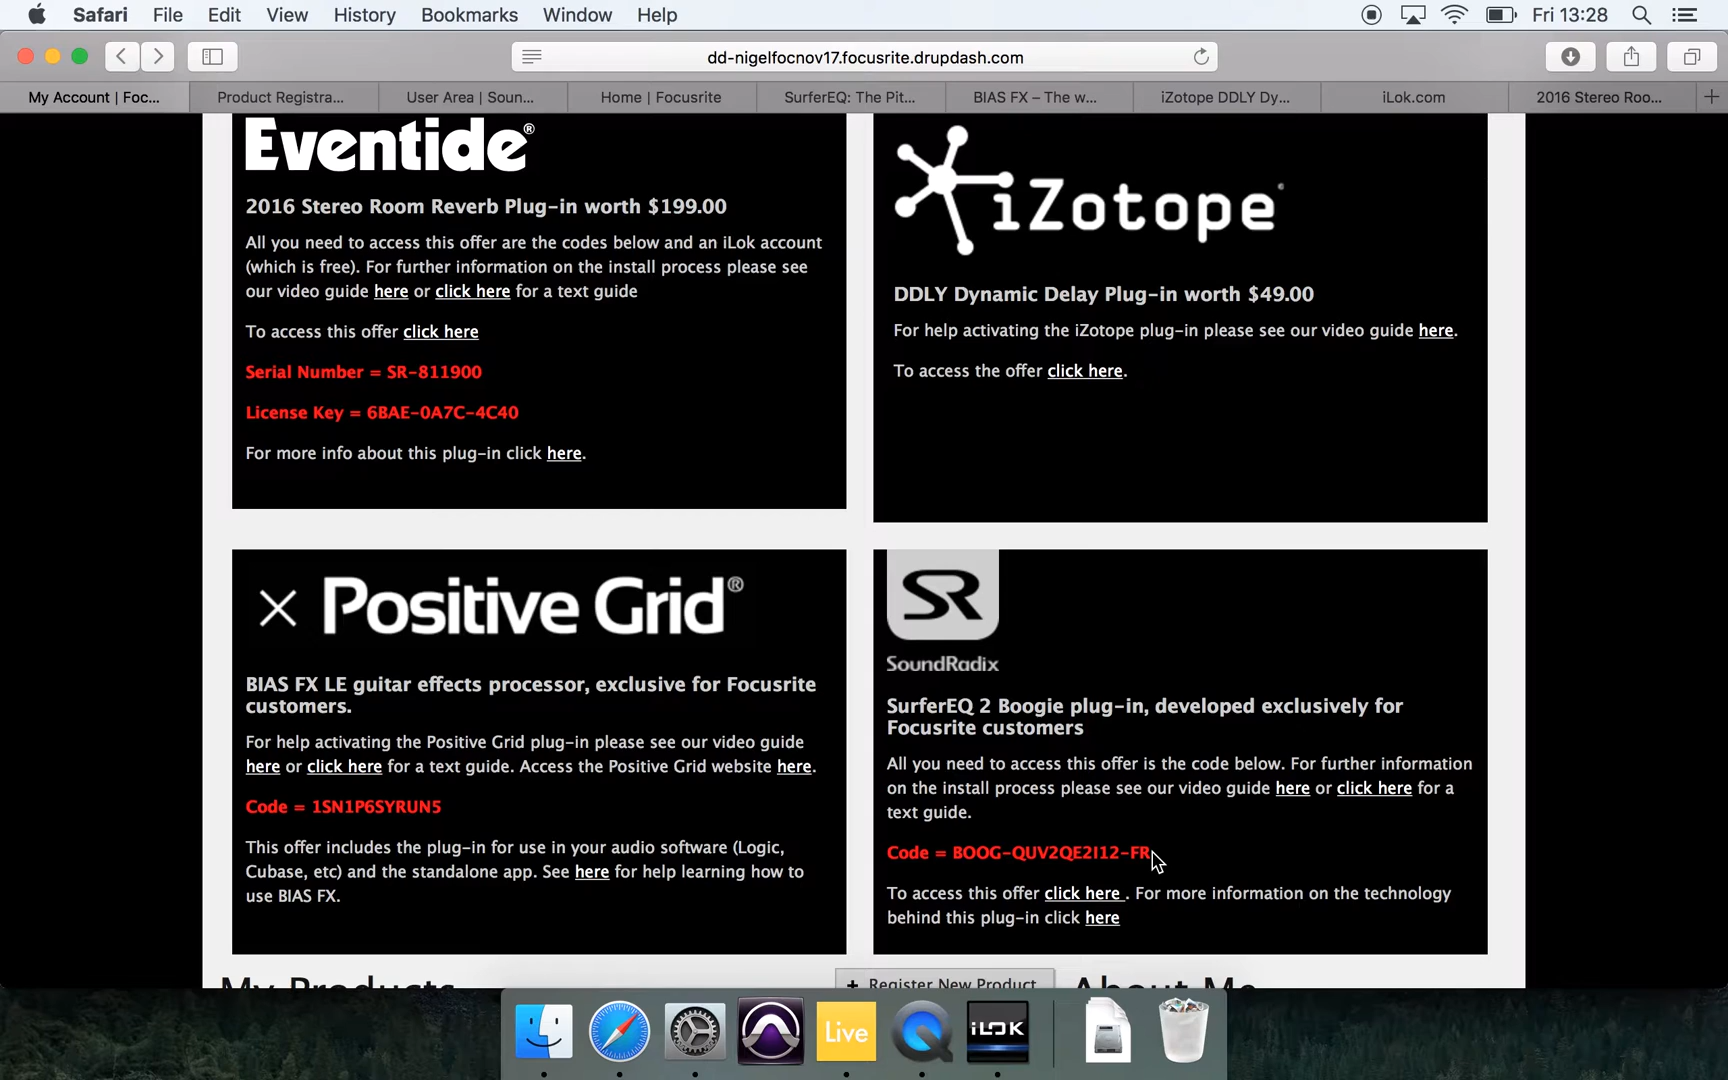 Safari File Edit View History Bookmarks Window Help Fri 13:28
dd-nigelfocnov17.focusrite.drupdash.com
My Account | Foc... Product Registra... User Area | Soun... Home | Focusrite SurferEQ: The Pit... BIAS FX – The w... iZotope DDLY Dy... iLok.com 2016 Stereo Roo...
Eventide®
2016 Stereo Room Reverb Plug-in worth $199.00
All you need to access this offer are the codes below and an iLok account
(which is free). For further information on the install process please see
our video guide here or click here for a text guide
To access this offer click here
Serial Number = SR-811900
License Key = 6BAE-0A7C-4C40
For more info about this plug-in click here.
iZotope
DDLY Dynamic Delay Plug-in worth $49.00
For help activating the iZotope plug-in please see our video guide here.
To access the offer click here.
Positive Grid®
BIAS FX LE guitar effects processor, exclusive for Focusrite
customers.
For help activating the Positive Grid plug-in please see our video guide
here or click here for a text guide. Access the Positive Grid website here.
Code = 1SN1P6SYRUN5
This offer includes the plug-in for use in your audio software (Logic,
Cubase, etc) and the standalone app. See here for help learning how to
use BIAS FX.
SR
SoundRadix
SurferEQ 2 Boogie plug-in, developed exclusively for
Focusrite customers
All you need to access this offer is the code below. For further information
on the install process please see our video guide here or click here for a
text guide.
Code = BOOG-QUV2QE2I12-FR
To access this offer click here . For more information on the technology
behind this plug-in click here
My Products + Register New Product About Me
Live iLOK